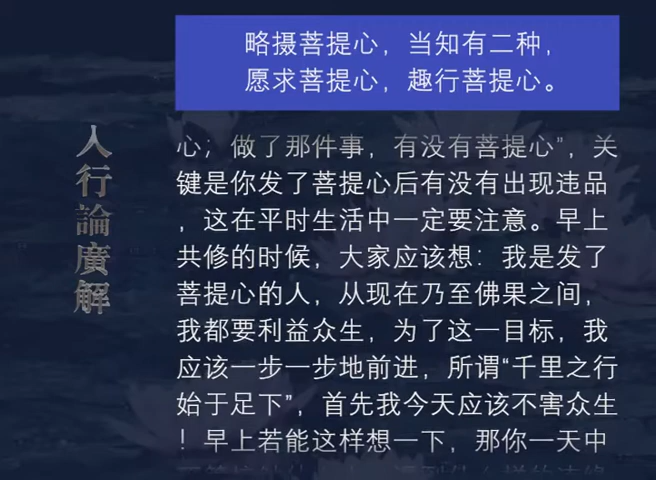 略摄菩提心，当知有二种，
愿求菩提心，趣行菩提心。
入行論廣解
心；做了那件事，有没有菩提心”，关
键是你发了菩提心后有没有出现违品
，这在平时生活中一定要注意。早上
共修的时候，大家应该想：我是发了
菩提心的人，从现在乃至佛果之间，
我都要利益众生，为了这一目标，我
应该一步一步地前进，所谓“千里之行
始于足下”，首先我今天应该不害众生
！早上若能这样想一下，那你一天中